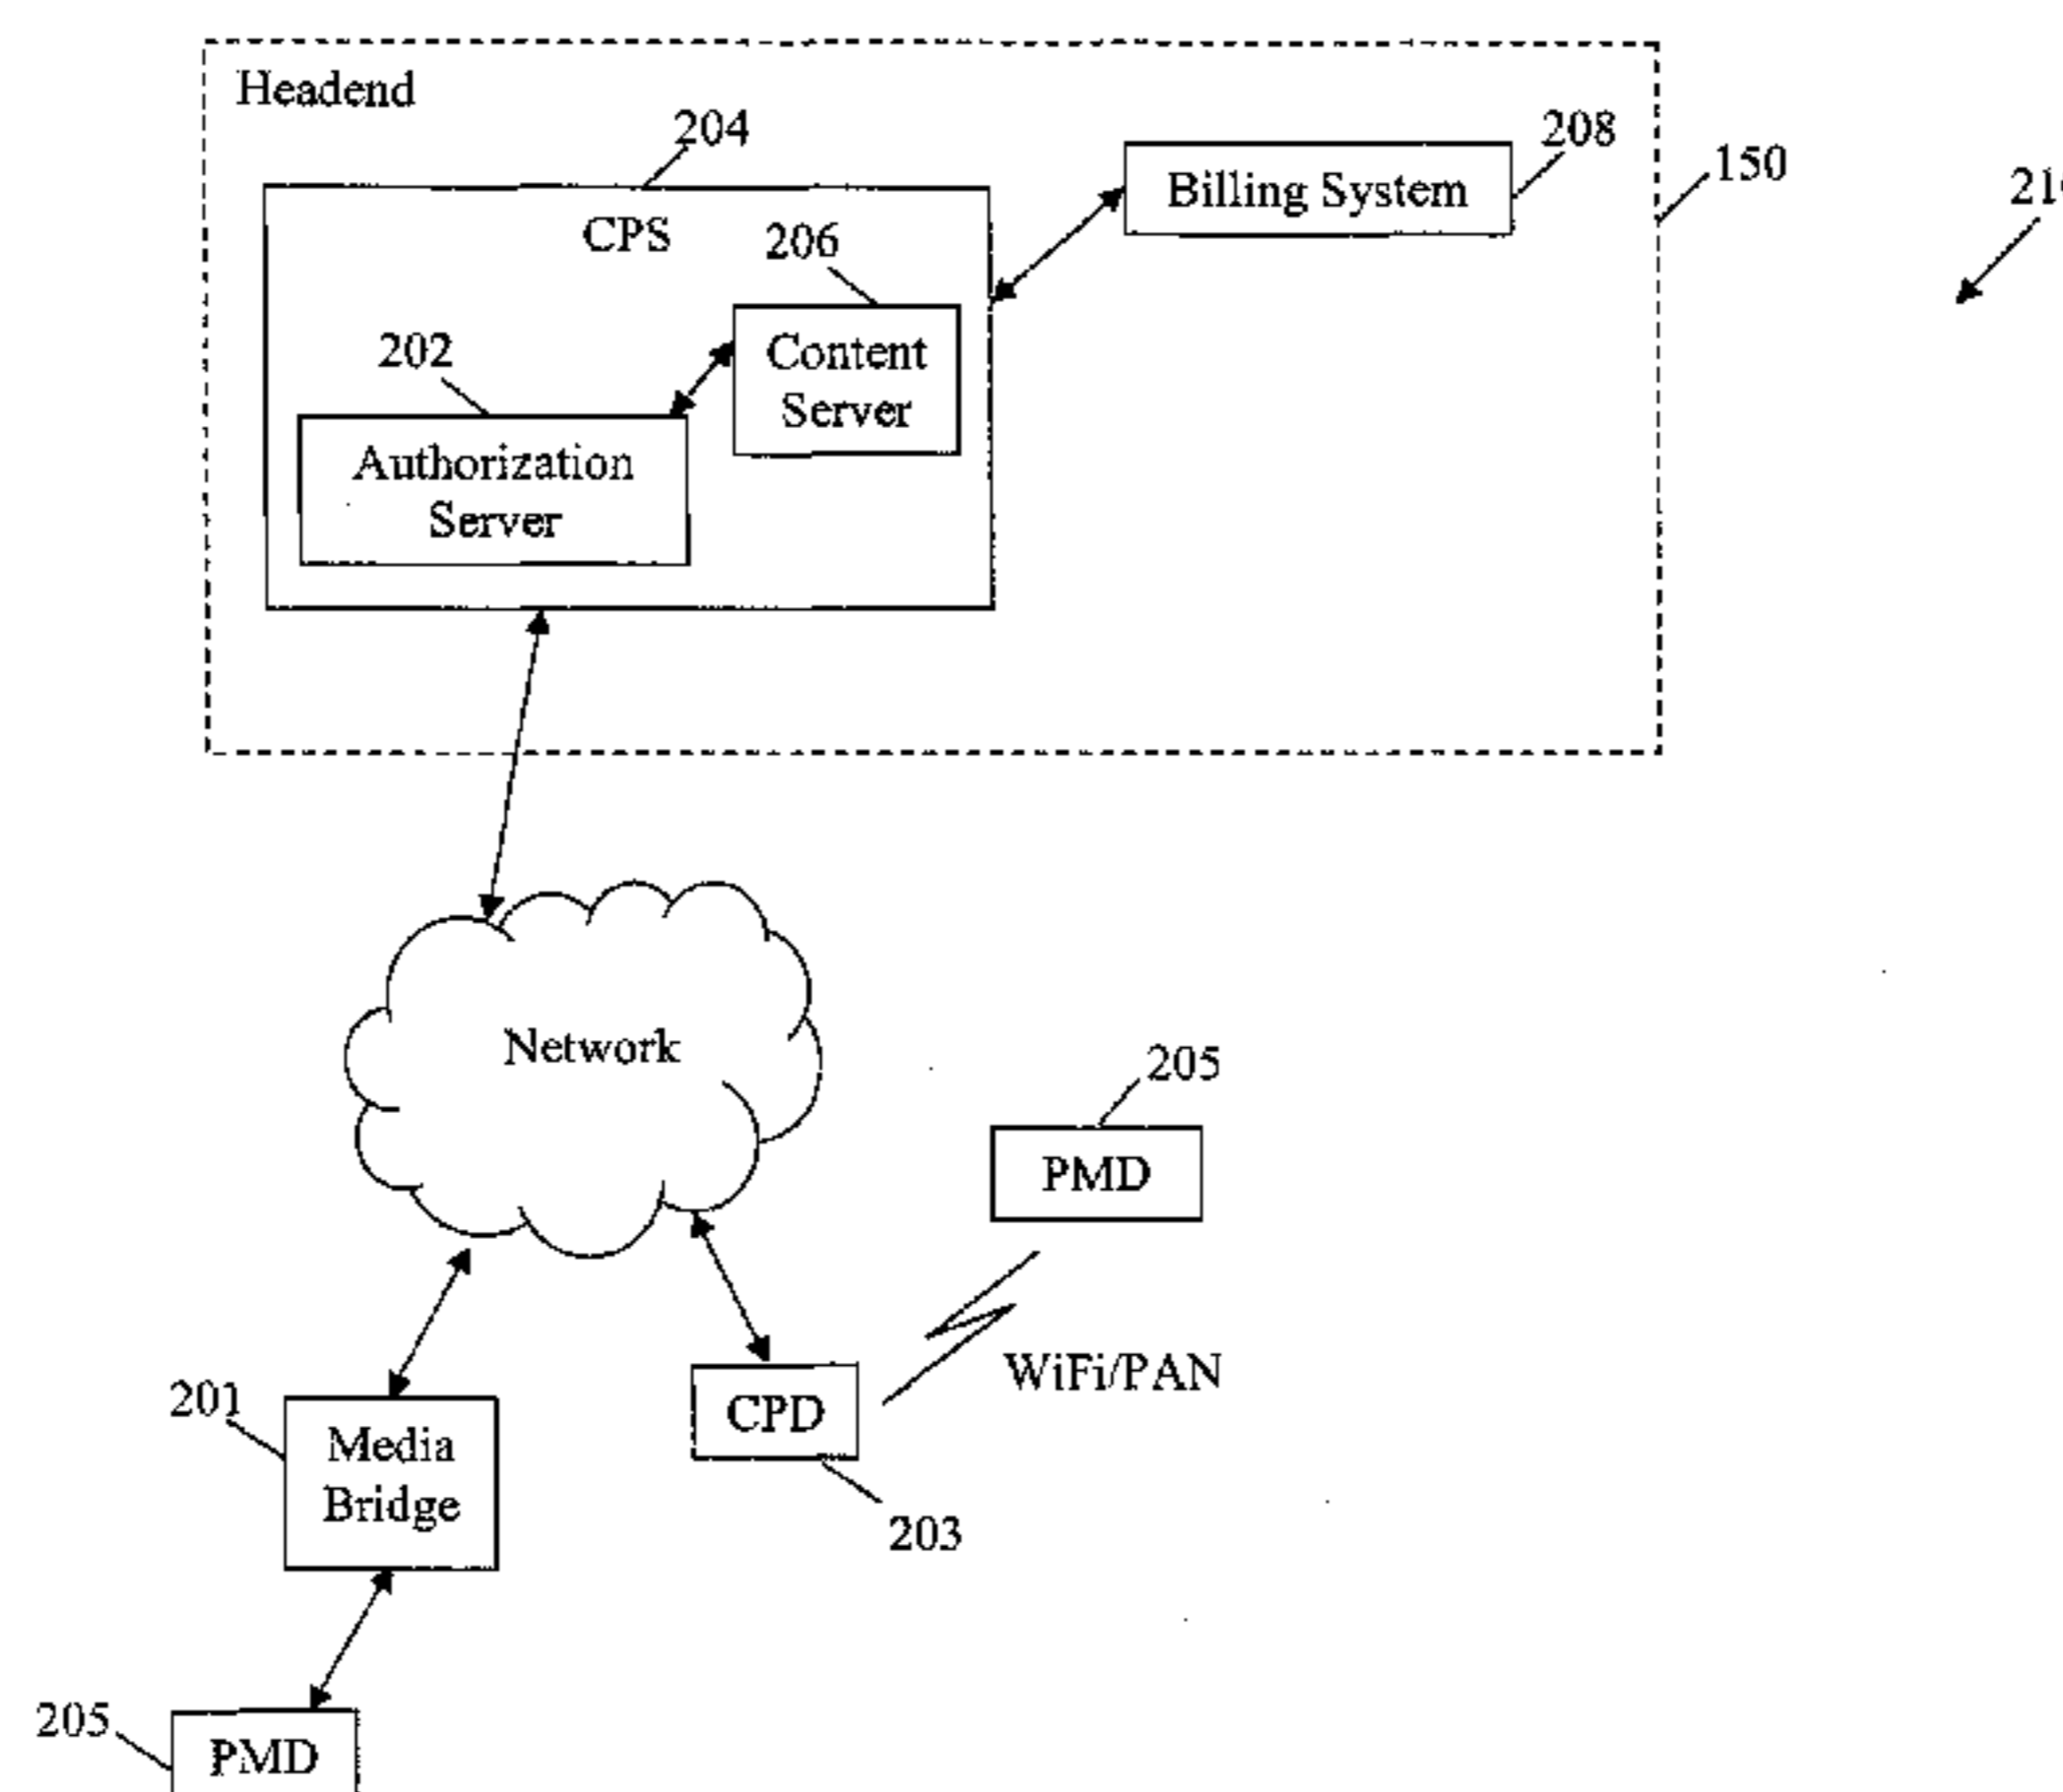 Headend
204
208
150
CPS
206
Billing System
202
Content
Server
Authorization
Server
Network
205
PMD
WiFi/PAN
201
Media
Bridge
CPD
203
205
PMD